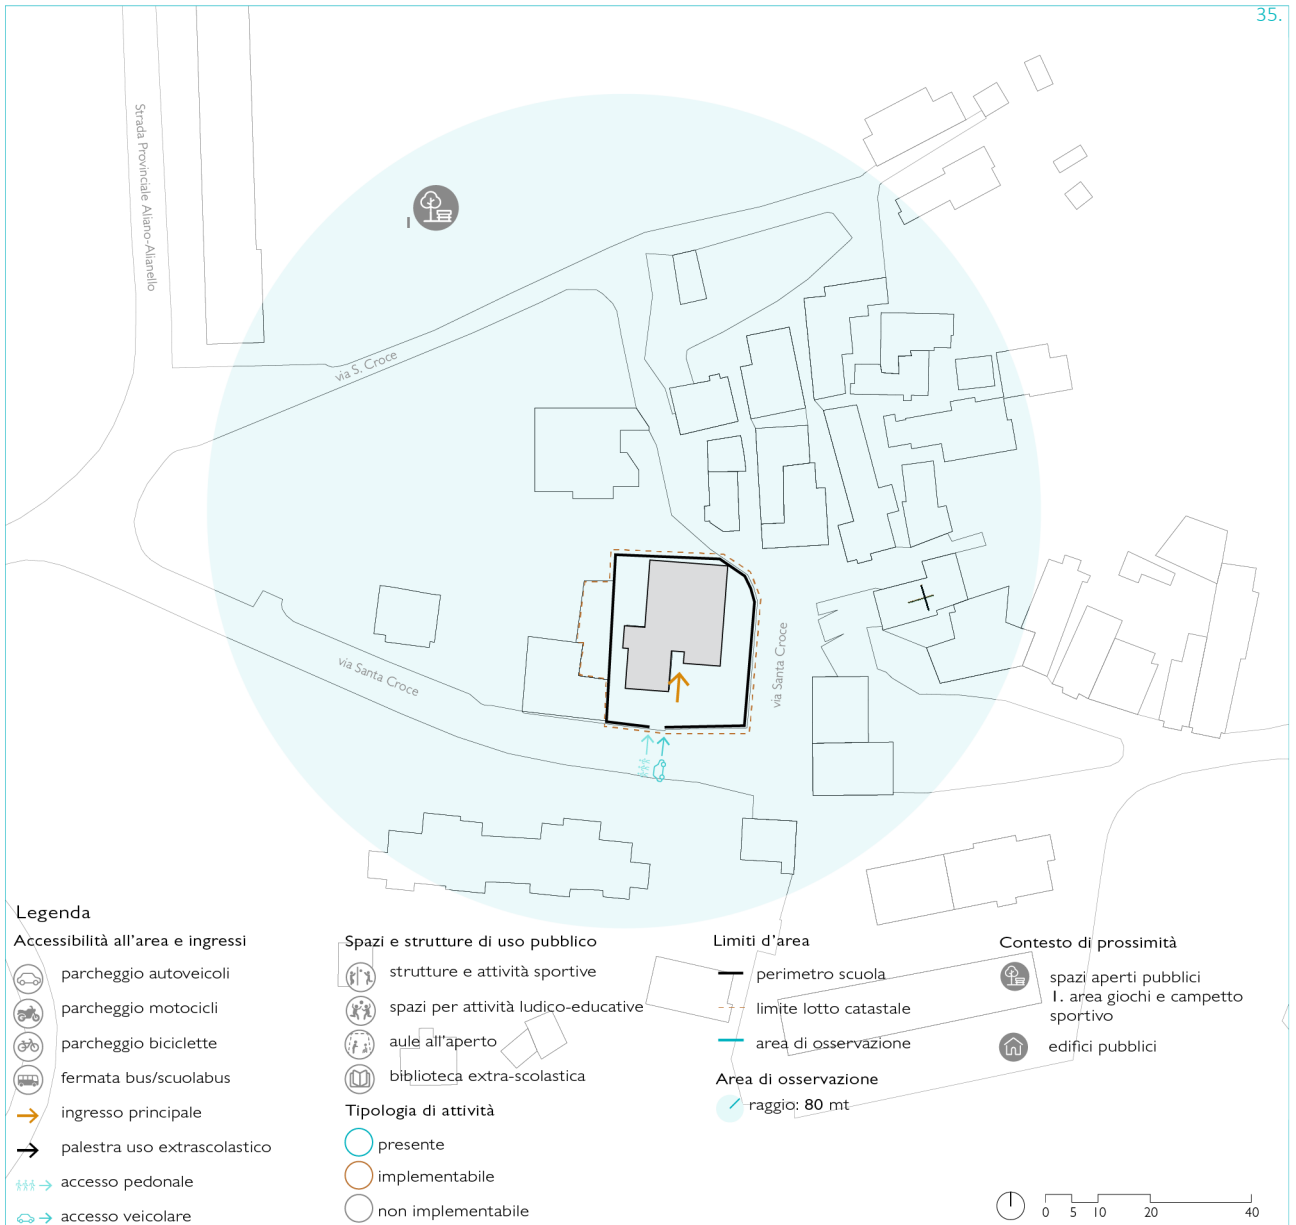 35.
Strada Provinciale Aliano-Alianello
I
via S. Croce
via Santa Croce
via Santa Croce
Legenda
Accessibilità all'area e ingressi
parcheggio autoveicoli
parcheggio motocicli
parcheggio biciclette
fermata bus/scuolabus
ingresso principale
palestra uso extrascolastico
accesso pedonale
accesso veicolare
Spazi e strutture di uso pubblico
strutture e attività sportive
spazi per attività ludico-educative
aule all'aperto
biblioteca extra-scolastica
Tipologia di attività
presente
implementabile
non implementabile
Limiti d'area
perimetro scuola
limite lotto catastale
area di osservazione
Area di osservazione
raggio: 80 mt
Contesto di prossimità
spazi aperti pubblici
I. area giochi e campetto
sportivo
edifici pubblici
0 5 10 20 40